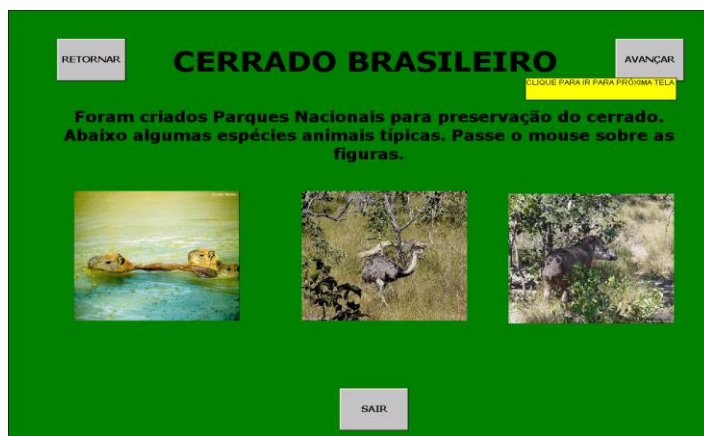 RETORNAR
CERRADO BRASILEIRO
AVANÇAR
CLIQUE PARA IR PARA PRÓXIMA TELA
Foram criados Parques Nacionais para preservação do cerrado.
Abaixo algumas espécies animais típicas. Passe o mouse sobre as
figuras.
SAIR